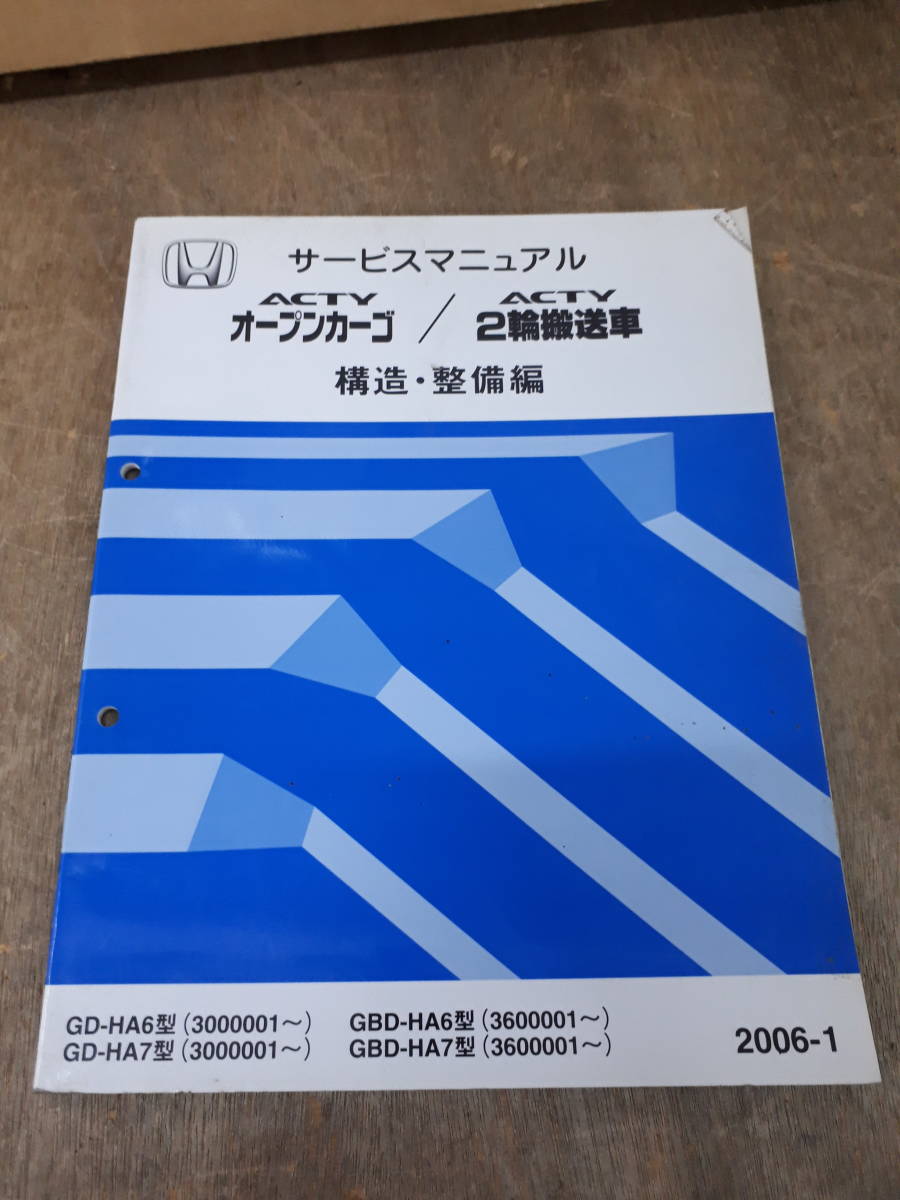 サービスマニュアル
ACTY オープンカーゴ / ACTY 2輪搬送車
構造・整備編
GD-HA6型(3000001〜) GBD-HA6型(3600001〜)
GD-HA7型(3000001〜) GBD-HA7型(3600001〜)
2006-1